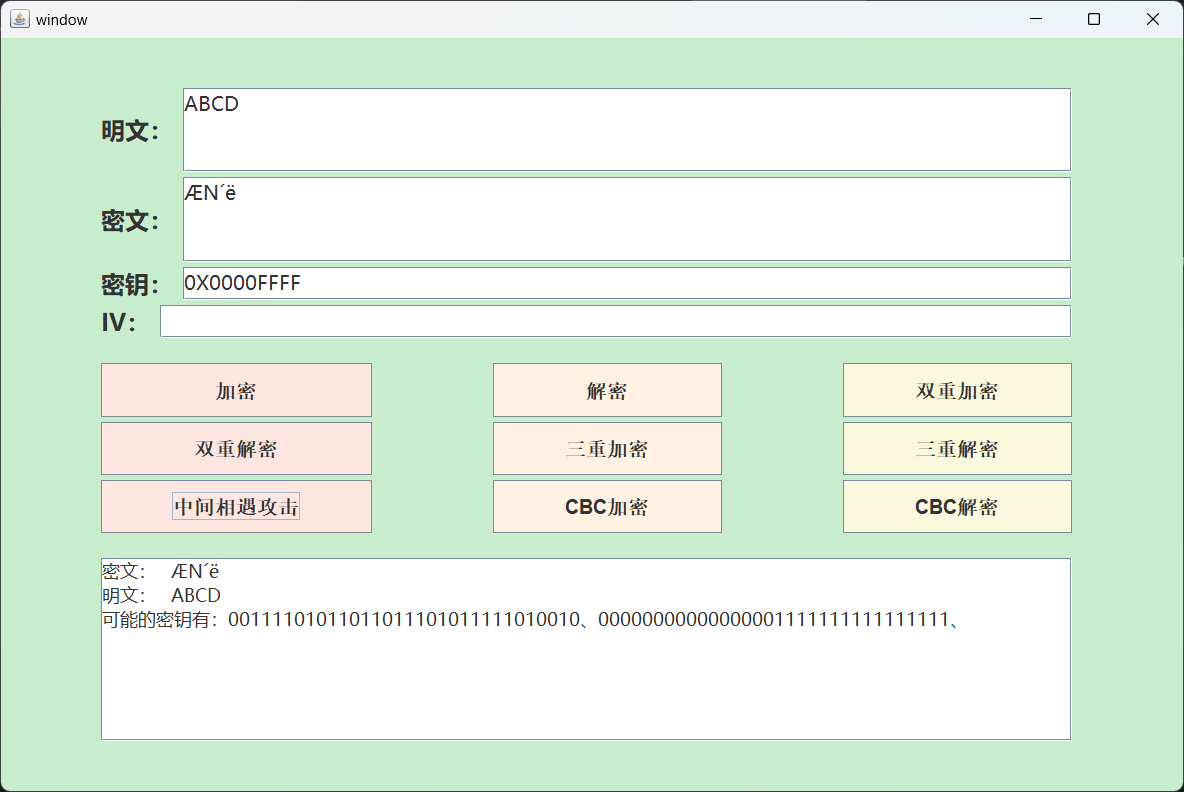 window
明文： ABCD
密文： ÆN´ë
密钥： 0X0000FFFF
IV：
加密 解密 双重加密
双重解密 三重加密 三重解密
中间相遇攻击 CBC加密 CBC解密
密文： ÆN´ë
明文： ABCD
可能的密钥有：00111101011011011101011111010010、00000000000000001111111111111111、